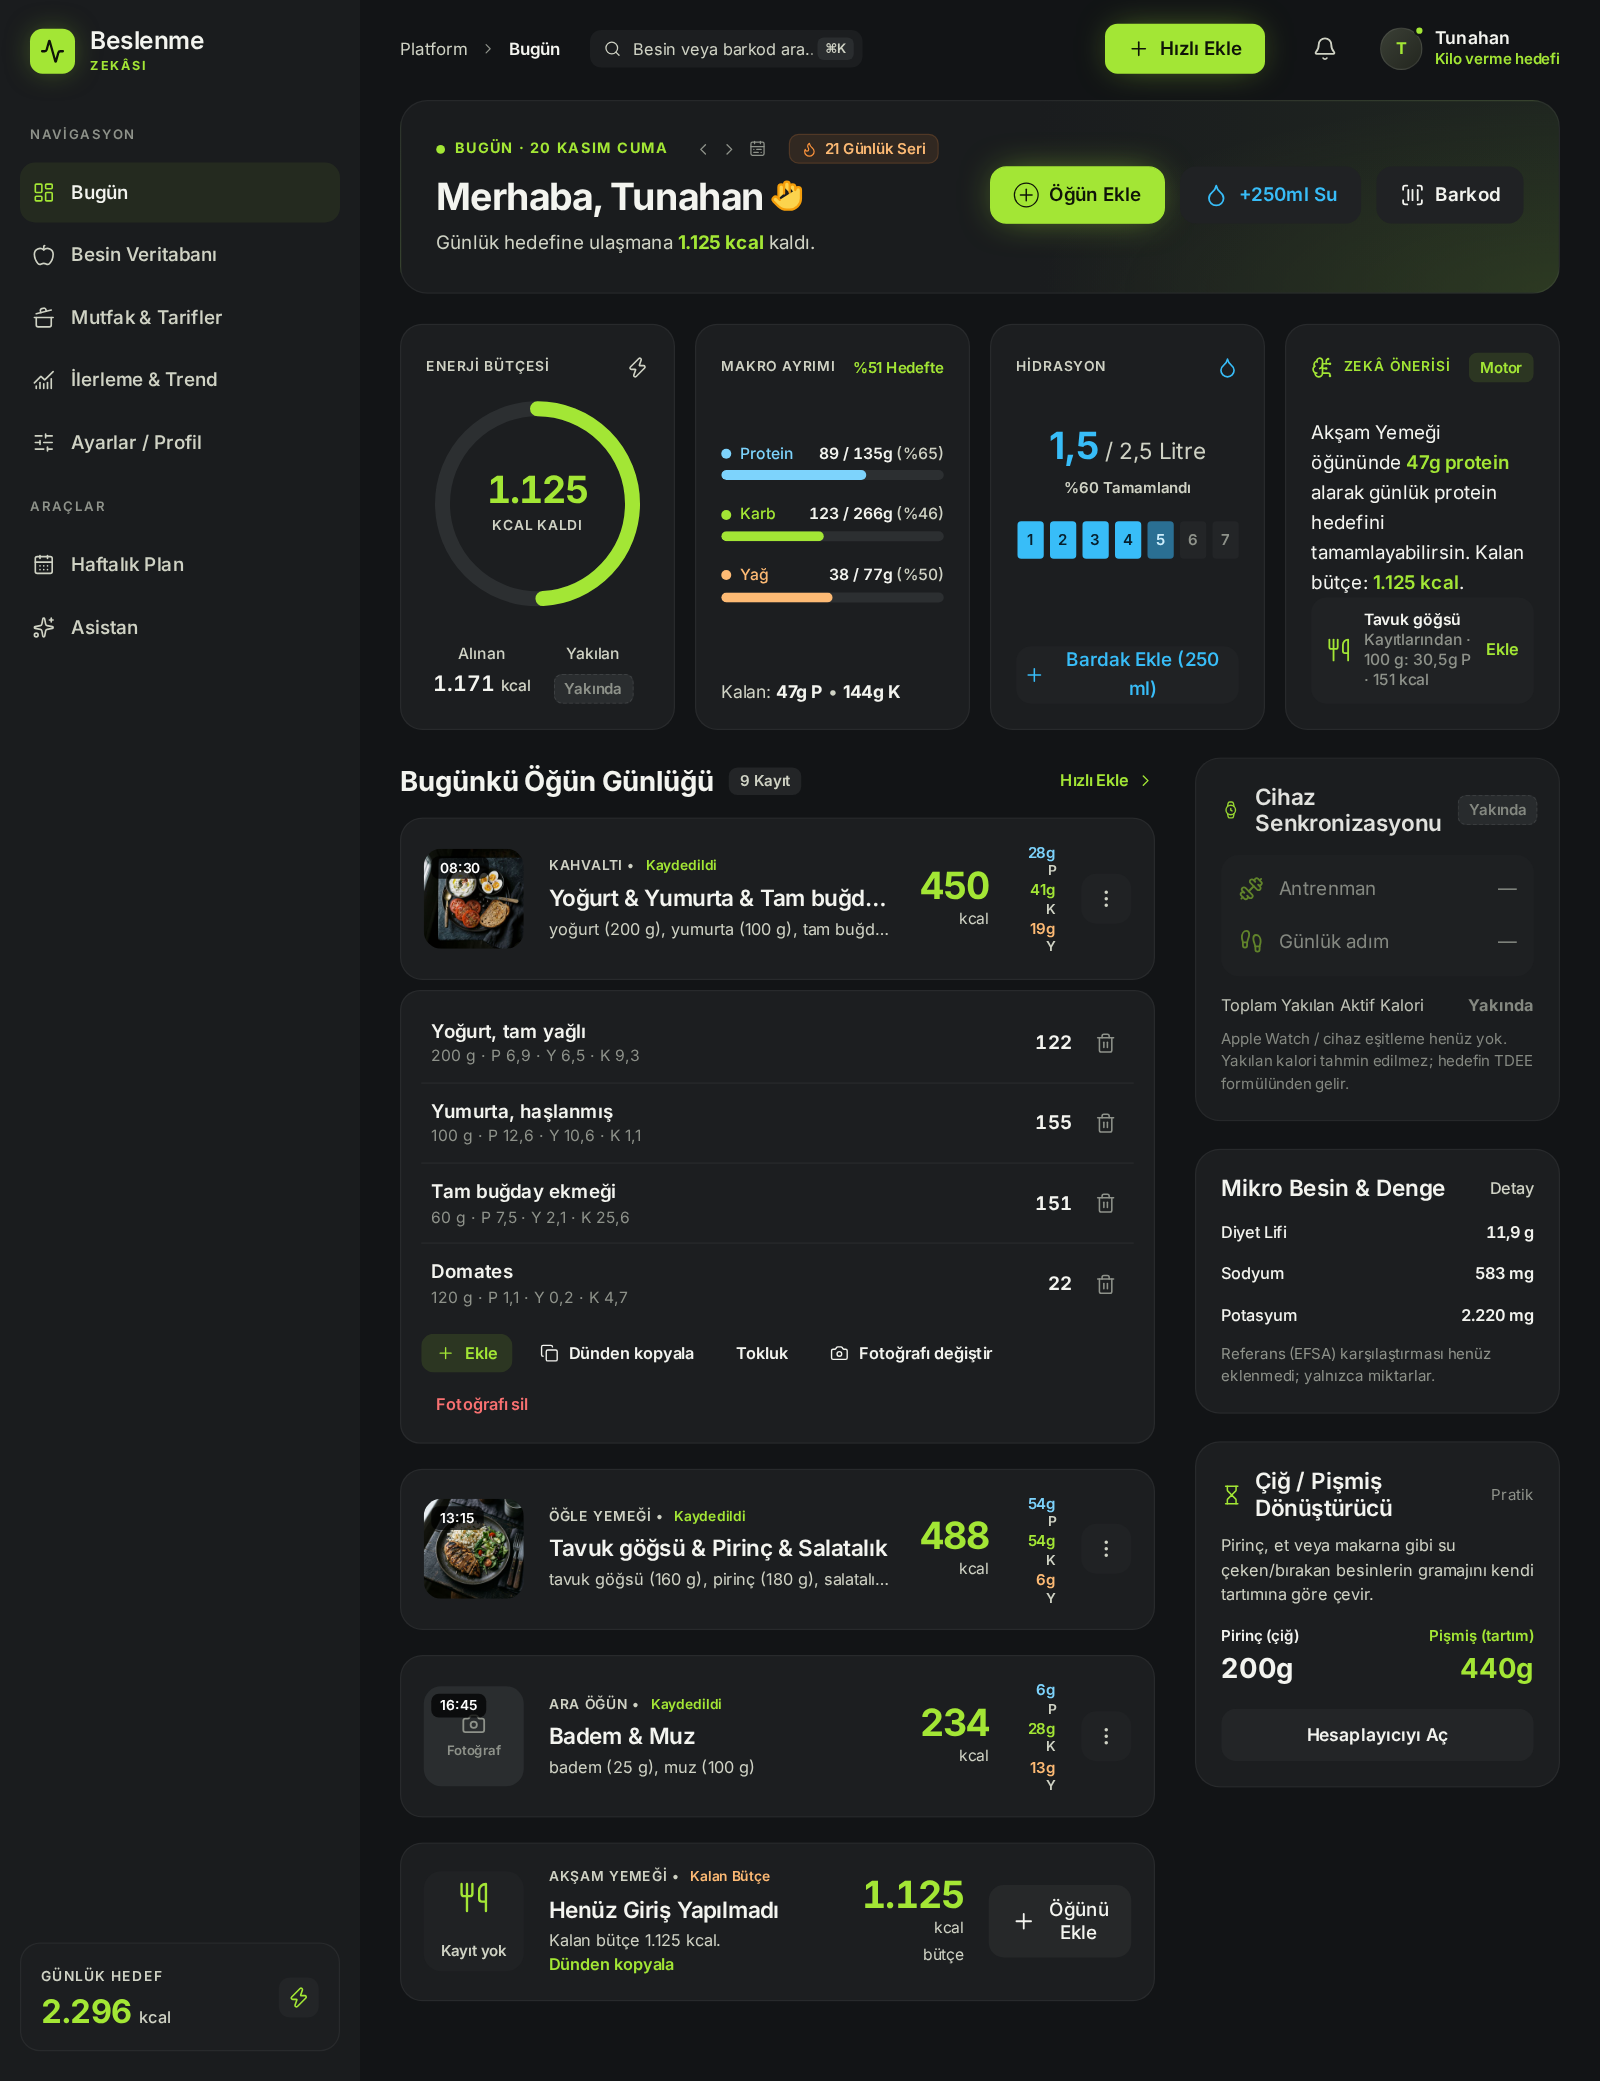 Beslenme
ZEKÂSI
Platform
Bugün
Besin veya barkod ara..
⌘K
Hızlı Ekle
T
Tunahan
Kilo verme hedefi
NAVİGASYON
Bugün
Besin Veritabanı
Mutfak & Tarifler
İlerleme & Trend
Ayarlar / Profil
ARAÇLAR
Haftalık Plan
Asistan
GÜNLÜK HEDEF
2.296 kcal
BUGÜN · 20 KASIM CUMA
21 Günlük Seri
Merhaba, Tunahan
Günlük hedefine ulaşmana 1.125 kcal kaldı.
Öğün Ekle
+250ml Su
Barkod
ENERJİ BÜTÇESİ
1.125
KCAL KALDI
Alınan
1.171 kcal
Yakılan
Yakında
MAKRO AYRIMI
%51 Hedefte
Protein 89 / 135g (%65)
Karb 123 / 266g (%46)
Yağ 38 / 77g (%50)
Kalan: 47g P • 144g K
HİDRASYON
1,5 / 2,5 Litre
%60 Tamamlandı
1 2 3 4 5 6 7
Bardak Ekle (250
ml)
ZEKÂ ÖNERİSİ
Motor
Akşam Yemeği
öğününde 47g protein
alarak günlük protein
hedefini
tamamlayabilirsin. Kalan
bütçe: 1.125 kcal.
Tavuk göğsü
Kayıtlarından ·
100 g: 30,5g P
· 151 kcal
Ekle
Bugünkü Öğün Günlüğü
9 Kayıt
Hızlı Ekle
08:30
KAHVALTI • Kaydedildi
Yoğurt & Yumurta & Tam buğd...
yoğurt (200 g), yumurta (100 g), tam buğd...
450
kcal
28g
P
41g
K
19g
Y
Yoğurt, tam yağlı
200 g · P 6,9 · Y 6,5 · K 9,3
122
Yumurta, haşlanmış
100 g · P 12,6 · Y 10,6 · K 1,1
155
Tam buğday ekmeği
60 g · P 7,5 · Y 2,1 · K 25,6
151
Domates
120 g · P 1,1 · Y 0,2 · K 4,7
22
Ekle
Dünden kopyala
Tokluk
Fotoğrafı değiştir
Fotoğrafı sil
13:15
ÖĞLE YEMEĞİ • Kaydedildi
Tavuk göğsü & Pirinç & Salatalık
tavuk göğsü (160 g), pirinç (180 g), salatalı...
488
kcal
54g
P
54g
K
6g
Y
16:45
Fotoğraf
ARA ÖĞÜN • Kaydedildi
Badem & Muz
badem (25 g), muz (100 g)
234
kcal
6g
P
28g
K
13g
Y
Kayıt yok
AKŞAM YEMEĞİ • Kalan Bütçe
Henüz Giriş Yapılmadı
Kalan bütçe 1.125 kcal.
Dünden kopyala
1.125
kcal
bütçe
Öğünü
Ekle
Cihaz
Senkronizasyonu
Yakında
Antrenman —
Günlük adım —
Toplam Yakılan Aktif Kalori Yakında
Apple Watch / cihaz eşitleme henüz yok.
Yakılan kalori tahmin edilmez; hedefin TDEE
formülünden gelir.
Mikro Besin & Denge
Detay
Diyet Lifi 11,9 g
Sodyum 583 mg
Potasyum 2.220 mg
Referans (EFSA) karşılaştırması henüz
eklenmedi; yalnızca miktarlar.
Çiğ / Pişmiş
Dönüştürücü
Pratik
Pirinç, et veya makarna gibi su
çeken/bırakan besinlerin gramajını kendi
tartımına göre çevir.
Pirinç (çiğ)
200g
Pişmiş (tartım)
440g
Hesaplayıcıyı Aç